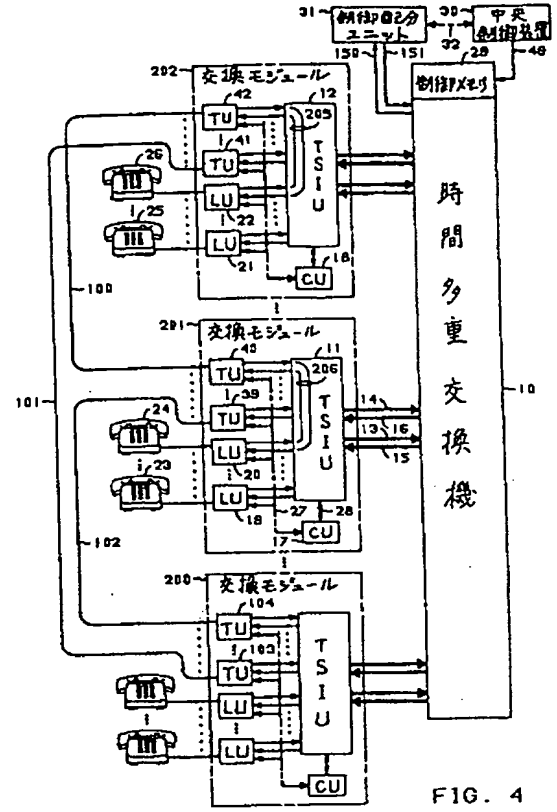 31
制御自己分
ユニット
30
中央
制御装置
32
150
151
29
48
制御メモリ
時間多重交換機
10
202
交換モジュール
42
TU
12
205
41
TU
TSIU
26
LU
22
25
LU
21
18
CU
100
201
交換モジュール
40
TU
11
206
39
TU
TSIU
14
13
16
15
24
LU
20
23
LU
19
27
28
17
CU
101
102
200
交換モジュール
104
TU
103
TU
TSIU
LU
LU
CU
FIG. 4